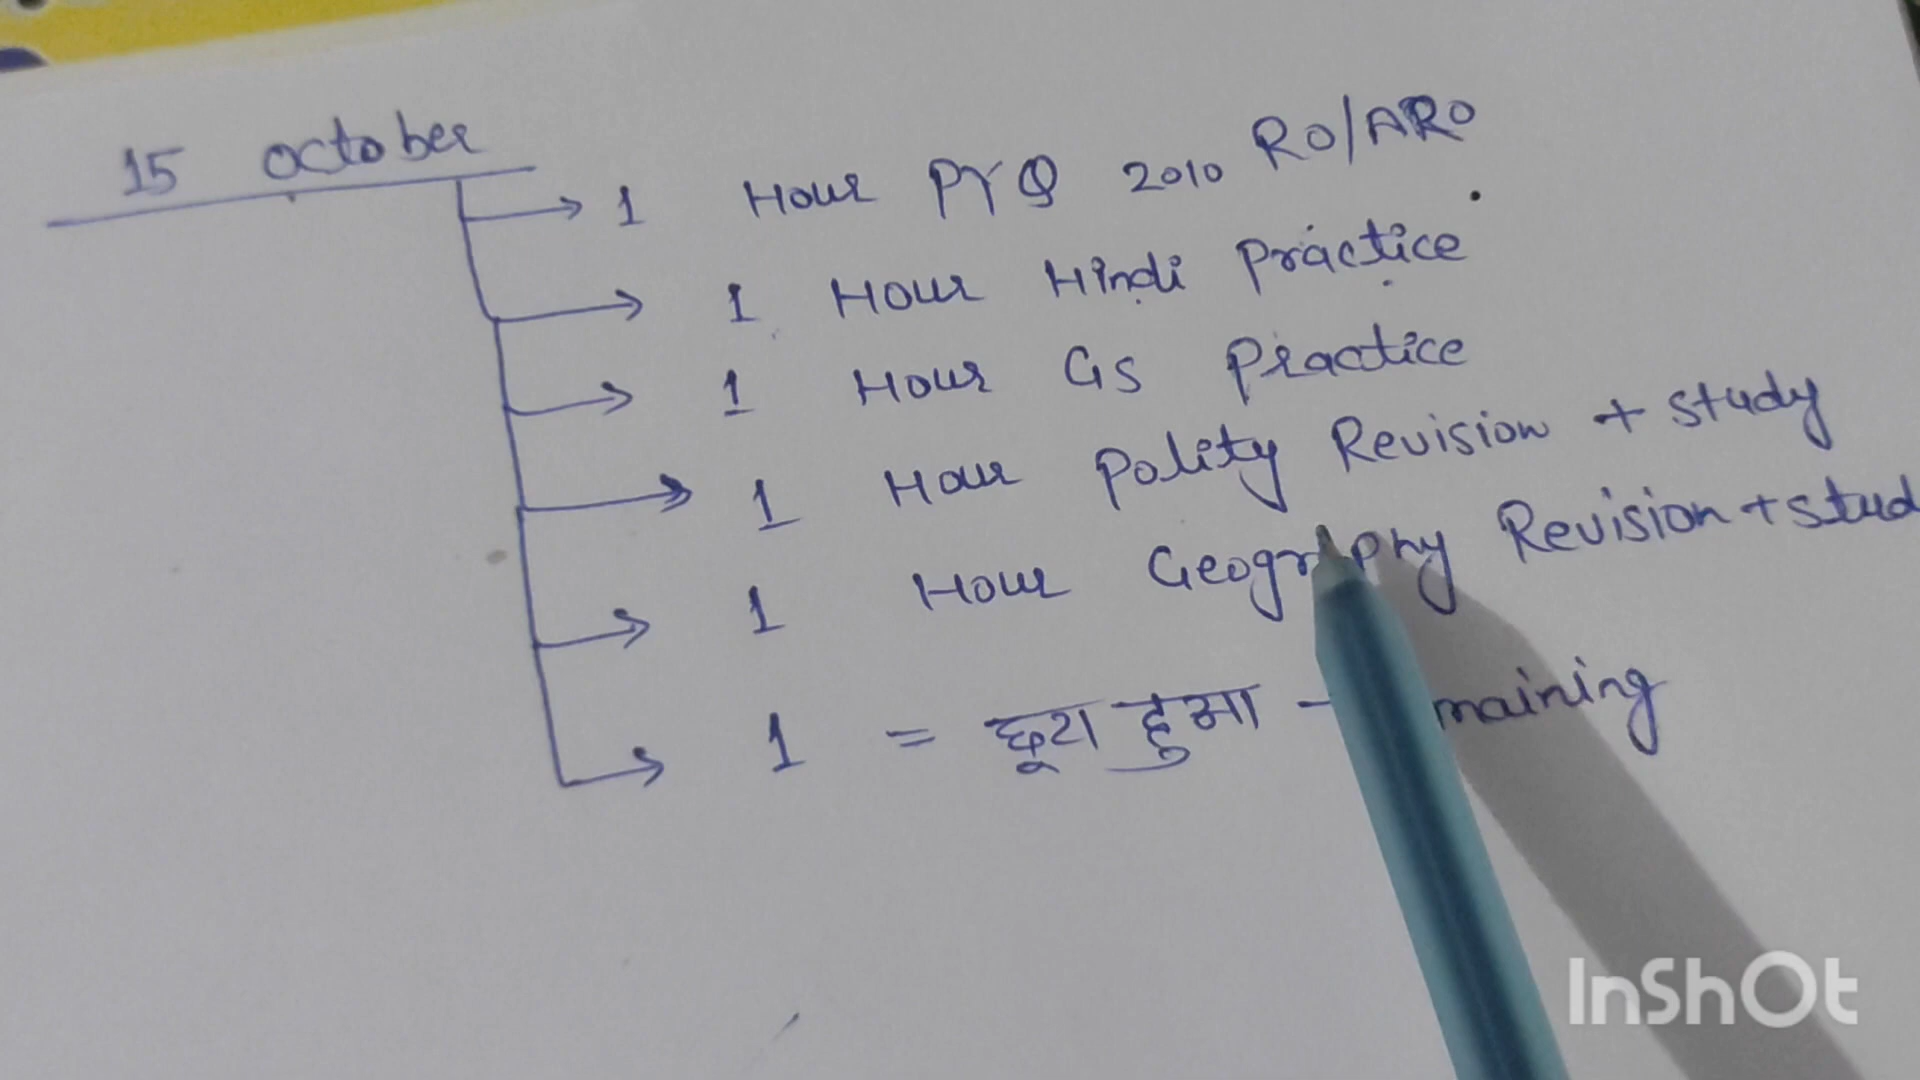 15 october
1 Hour PYQ 2010 RO/ARO
1 Hour Hindi Practice
1 Hour GS Practice
1 Hour Polity Revision + study
1 Hour Geography Revision + stud
1 = छूटा हुआ - maining
InShOt